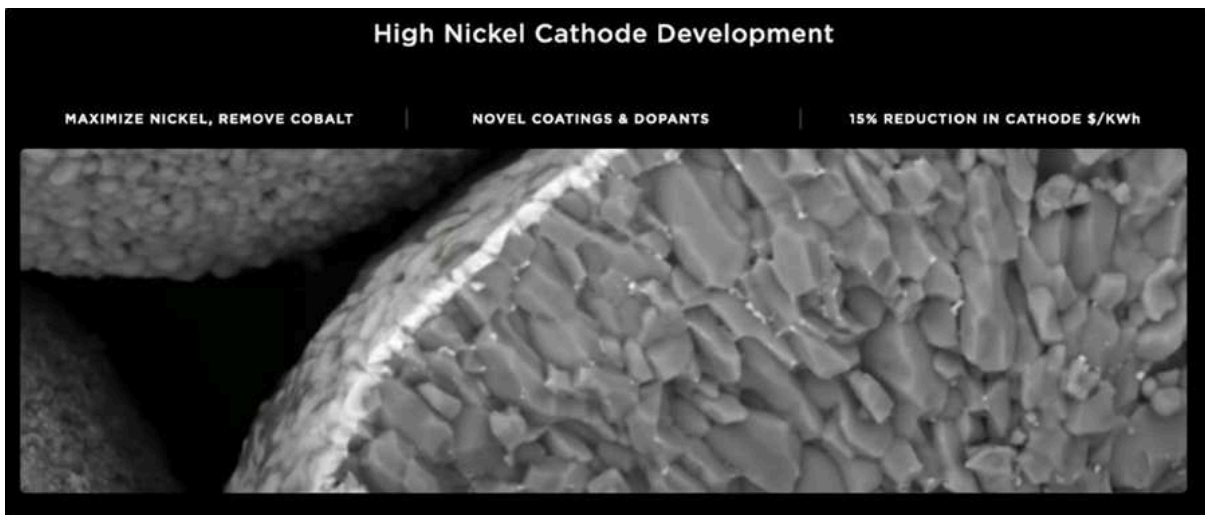 High Nickel Cathode Development
MAXIMIZE NICKEL, REMOVE COBALT
NOVEL COATINGS & DOPANTS
15% REDUCTION IN CATHODE $/KWh